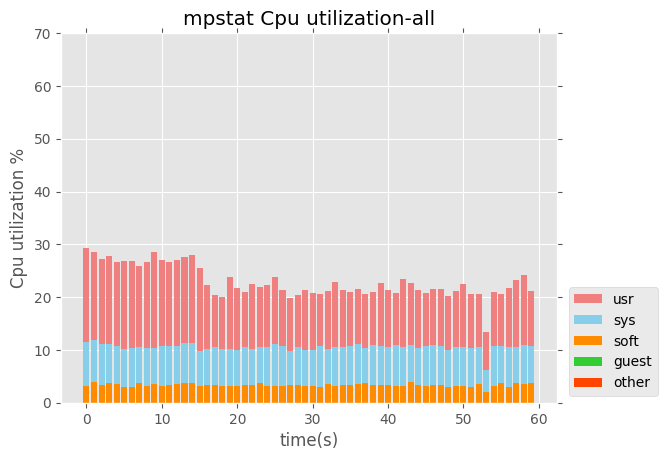 mpstat Cpu utilization-all
Cpu utilization %
70
60
50
40
30
20
10
0
0 10 20 30 40 50 60
time(s)
usr
sys
soft
guest
other